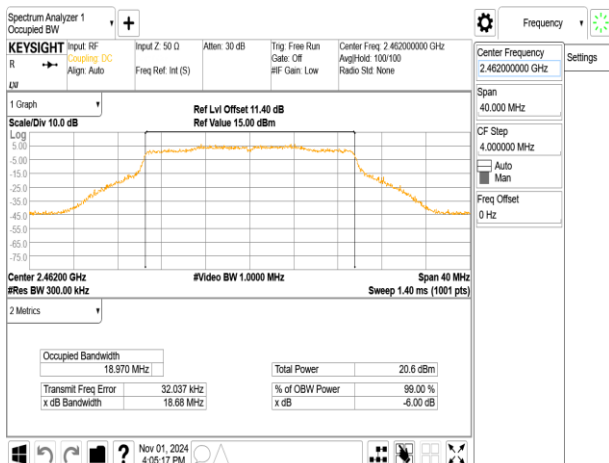 Spectrum Analyzer 1
Occupied BW
KEYSIGHT Input: RF Input Z: 50 Ω Atten: 30 dB Trig: Free Run Center Freq: 2.462000000 GHz
R Coupling: DC Gate: Off Avg|Hold: 100/100
Align: Auto Freq Ref: Int (S) #IF Gain: Low Radio Std: None
LXI
1 Graph
Ref Lvl Offset 11.40 dB
Scale/Div 10.0 dB Ref Value 15.00 dBm
Log
5.00
-5.00
-15.0
-25.0
-35.0
-45.0
-55.0
-65.0
-75.0
Center 2.46200 GHz #Video BW 1.0000 MHz Span 40 MHz
#Res BW 300.00 kHz Sweep 1.40 ms (1001 pts)
2 Metrics
Occupied Bandwidth
18.970 MHz Total Power 20.6 dBm
Transmit Freq Error 32.037 kHz % of OBW Power 99.00 %
x dB Bandwidth 18.68 MHz x dB -6.00 dB
? Nov 01, 2024
4:05:17 PM
Frequency
Center Frequency Settings
2.462000000 GHz
Span
40.000 MHz
CF Step
4.000000 MHz
Auto
Man
Freq Offset
0 Hz